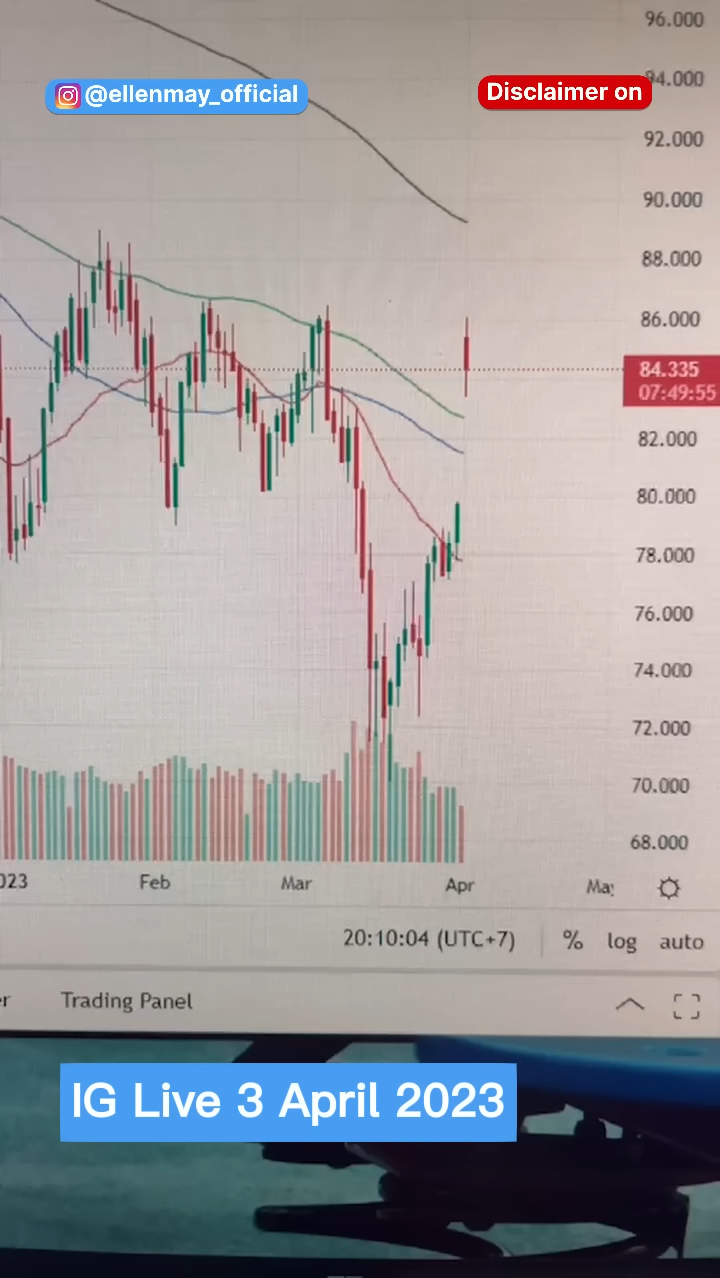 96.000
@ellenmay_official
Disclaimer on
94.000
92.000
90.000
88.000
86.000
84.335
07:49:55
82.000
80.000
78.000
76.000
74.000
72.000
70.000
68.000
023
Feb
Mar
Apr
20:10:04 (UTC+7)
%
log
auto
Trading Panel
IG Live 3 April 2023